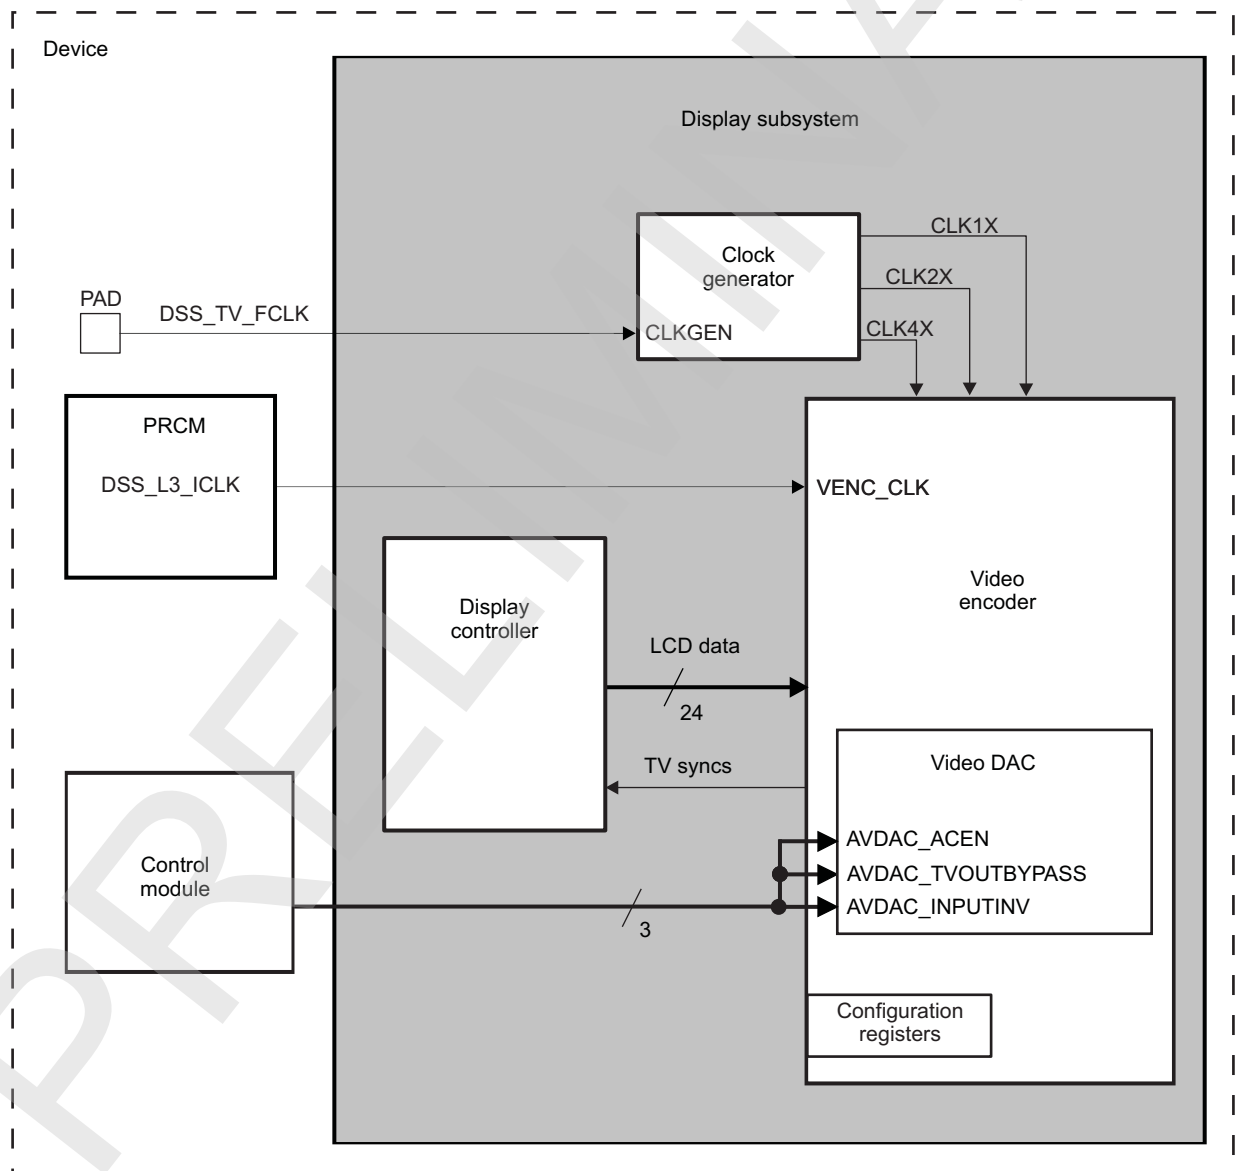 Device
Display subsystem
Clock
generator
CLKGEN
CLK1X
CLK2X
CLK4X
PAD
DSS_TV_FCLK
PRCM
DSS_L3_ICLK
VENC_CLK
Video
encoder
Display
controller
LCD data
24
TV syncs
Video DAC
AVDAC_ACEN
AVDAC_TVOUTBYPASS
AVDAC_INPUTINV
Control
module
3
Configuration
registers
PRELIMINA